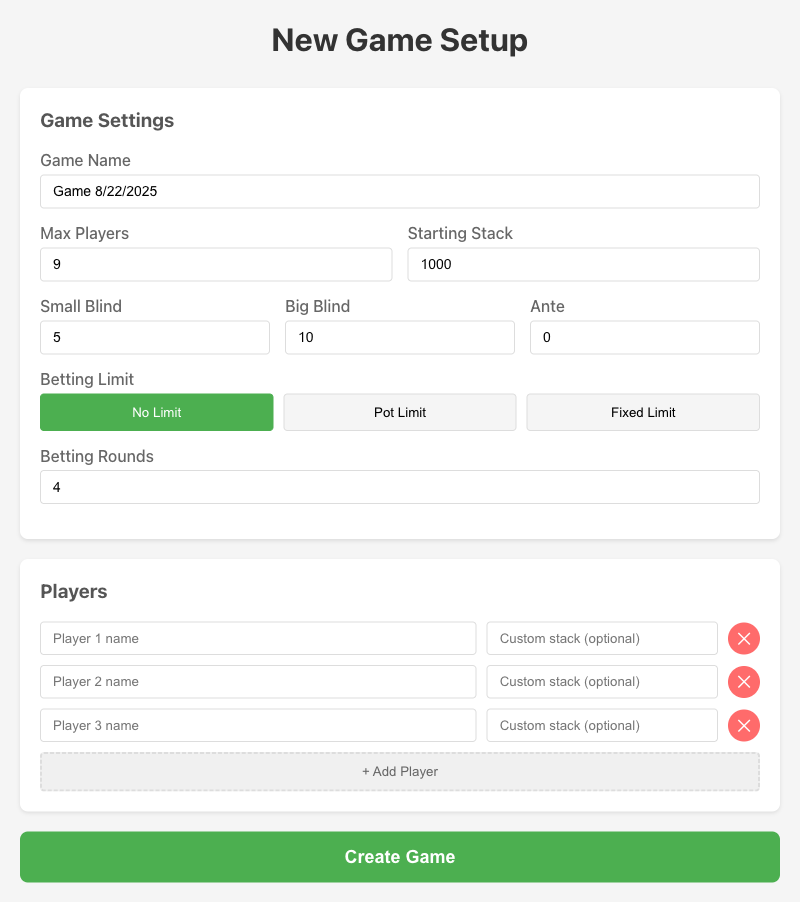 New Game Setup
Game Settings
Game Name
Game 8/22/2025
Max Players Starting Stack
9 1000
Small Blind Big Blind Ante
5 10 0
Betting Limit
No Limit Pot Limit Fixed Limit
Betting Rounds
4
Players
Player 1 name Custom stack (optional)
Player 2 name Custom stack (optional)
Player 3 name Custom stack (optional)
+ Add Player
Create Game